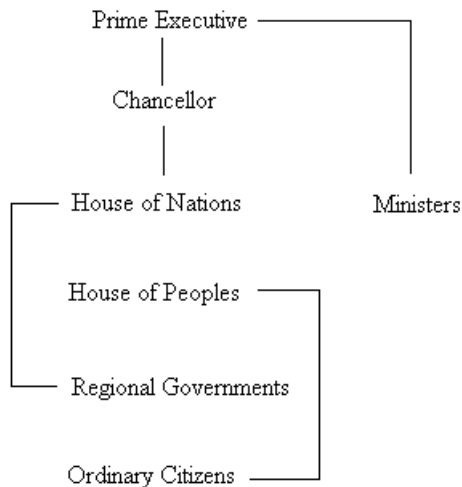 Prime Executive
Chancellor
House of Nations
Ministers
House of Peoples
Regional Governments
Ordinary Citizens